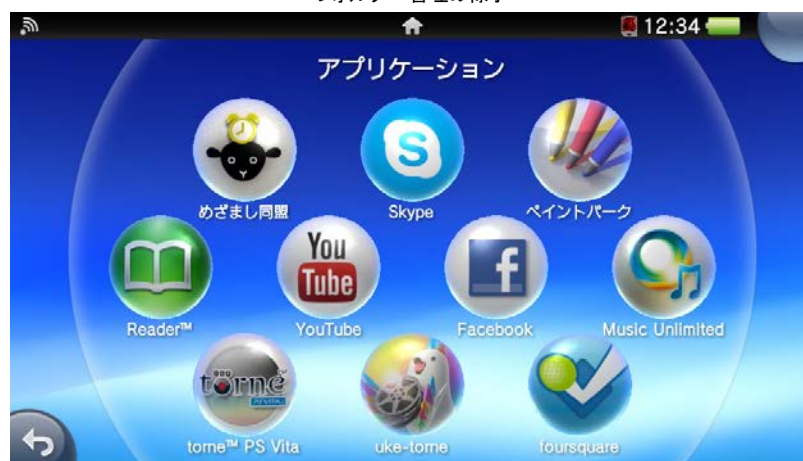 12:34
アプリケーション
S
めざまし同盟
Skype
ペイントパーク
You
Tube
f
Reader™
YouTube
Facebook
Music Unlimited
torne
PSVITA
torne™ PS Vita
uke-torne
foursquare